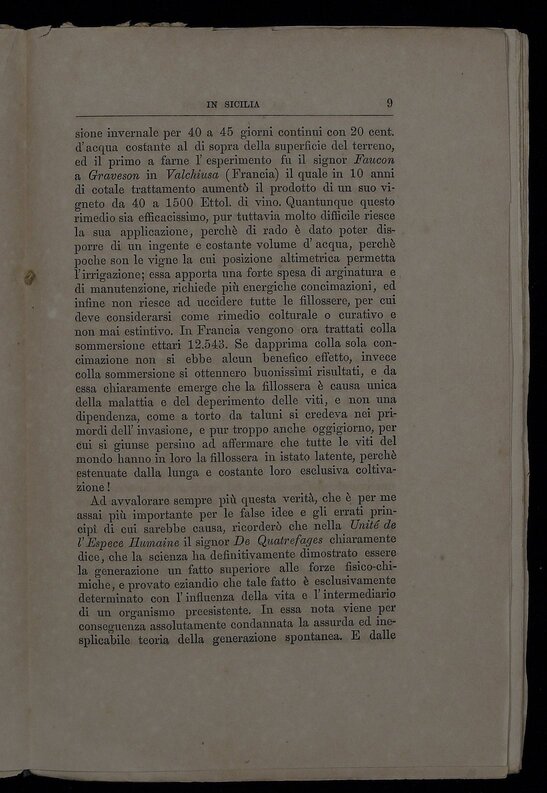 IN SICILIA 9
sione invernale per 40 a 45 giorni continui con 20 cent.
d'acqua costante al di sopra della superficie del terreno,
ed il primo a farne l'esperimento fu il signor Faucon
a Graveson in Valchiusa (Francia) il quale in 10 anni
di cotale trattamento aumentò il prodotto di un suo vi-
gneto da 40 a 1500 Ettol. di vino. Quantunque questo
rimedio sia efficacissimo, pur tuttavia molto difficile riesce
la sua applicazione, perchè di rado è dato poter dis-
porre di un ingente e costante volume d'acqua, perchè
poche son le vigne la cui posizione altimetrica permetta
l'irrigazione; essa apporta una forte spesa di arginatura e
di manutenzione, richiede più energiche concimazioni, ed
infine non riesce ad uccidere tutte le fillossere, per cui
deve considerarsi come rimedio colturale o curativo e
non mai estintivo. In Francia vengono ora trattati colla
sommersione ettari 12.543. Se dapprima colla sola con-
cimazione non si ebbe alcun benefico effetto, invece
colla sommersione si ottennero buonissimi risultati, e da
essa chiaramente emerge che la fillossera è causa unica
della malattia e del deperimento delle viti, e non una
dipendenza, come a torto da taluni si credeva nei pri-
mordi dell'invasione, e pur troppo anche oggigiorno, per
cui si giunse persino ad affermare che tutte le viti del
mondo hanno in loro la fillossera in istato latente, perchè
estenuate dalla lunga e costante loro esclusiva coltiva-
zione!
Ad avvalorare sempre più questa verità, che è per me
assai più importante per le false idee e gli errati prin-
cipî di cui sarebbe causa, ricorderò che nella Unité de
l'Espece Humaine il signor De Quatrefages chiaramente
dice, che la scienza ha definitivamente dimostrato essere
la generazione un fatto superiore alle forze fisico-chi-
miche, e provato eziandio che tale fatto è esclusivamente
determinato con l'influenza della vita e l'intermediario
di un organismo preesistente. In essa nota viene per
conseguenza assolutamente condannata la assurda ed ine-
splicabile teoria della generazione spontanea. E dalle